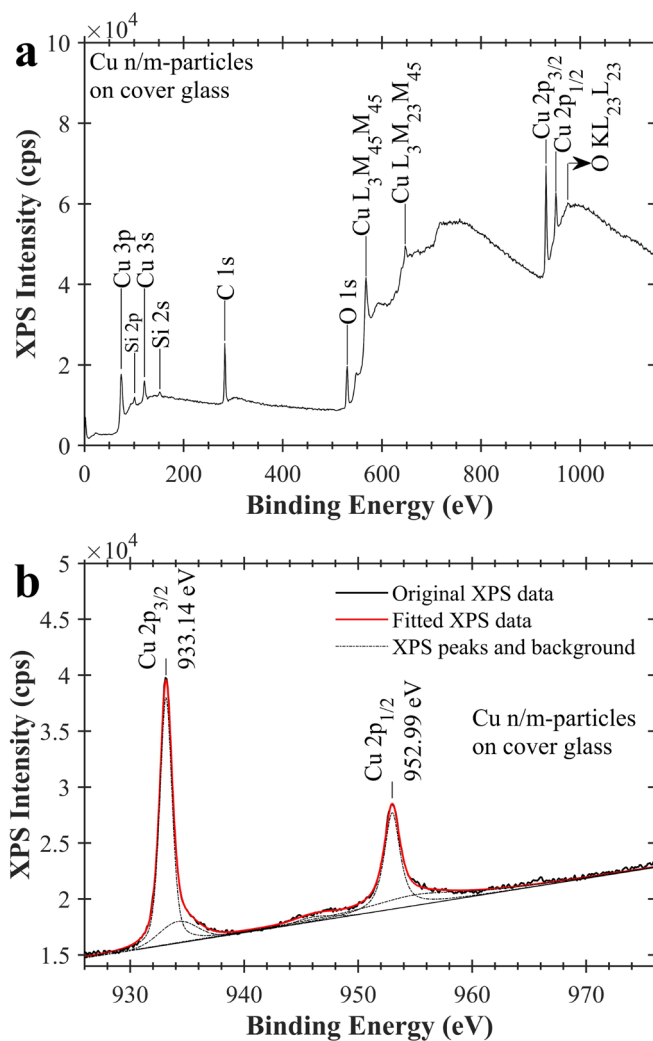 a
×10⁴
Cu n/m-particles
on cover glass
XPS Intensity (cps)
10
8
6
4
2
0
Cu 3p
Si 2p
Cu 3s
Si 2s
C 1s
O 1s
Cu L₃M₄₅M₄₅
Cu L₃M₂₃M₄₅
Cu 2p₃/₂
Cu 2p₁/₂
O KL₂₃L₂₃
0 200 400 600 800 1000
Binding Energy (eV)
b
×10⁴
XPS Intensity (cps)
5
4.5
4
3.5
3
2.5
2
1.5
Cu 2p₃/₂
933.14 eV
Cu 2p₁/₂
952.99 eV
Original XPS data
Fitted XPS data
XPS peaks and background
Cu n/m-particles
on cover glass
930 940 950 960 970
Binding Energy (eV)